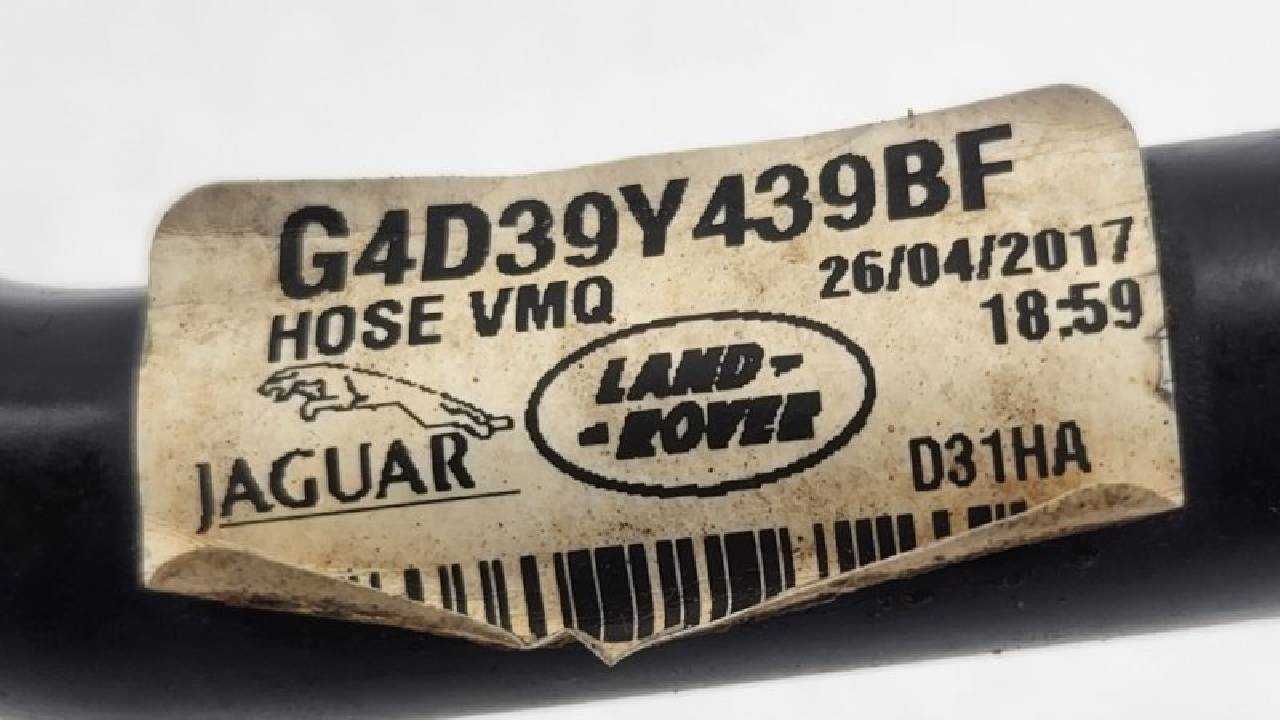 G4D39Y439BF
HOSE VMQ
26/04/2017
18:59
JAGUAR
LAND-
-ROVER
D31HA